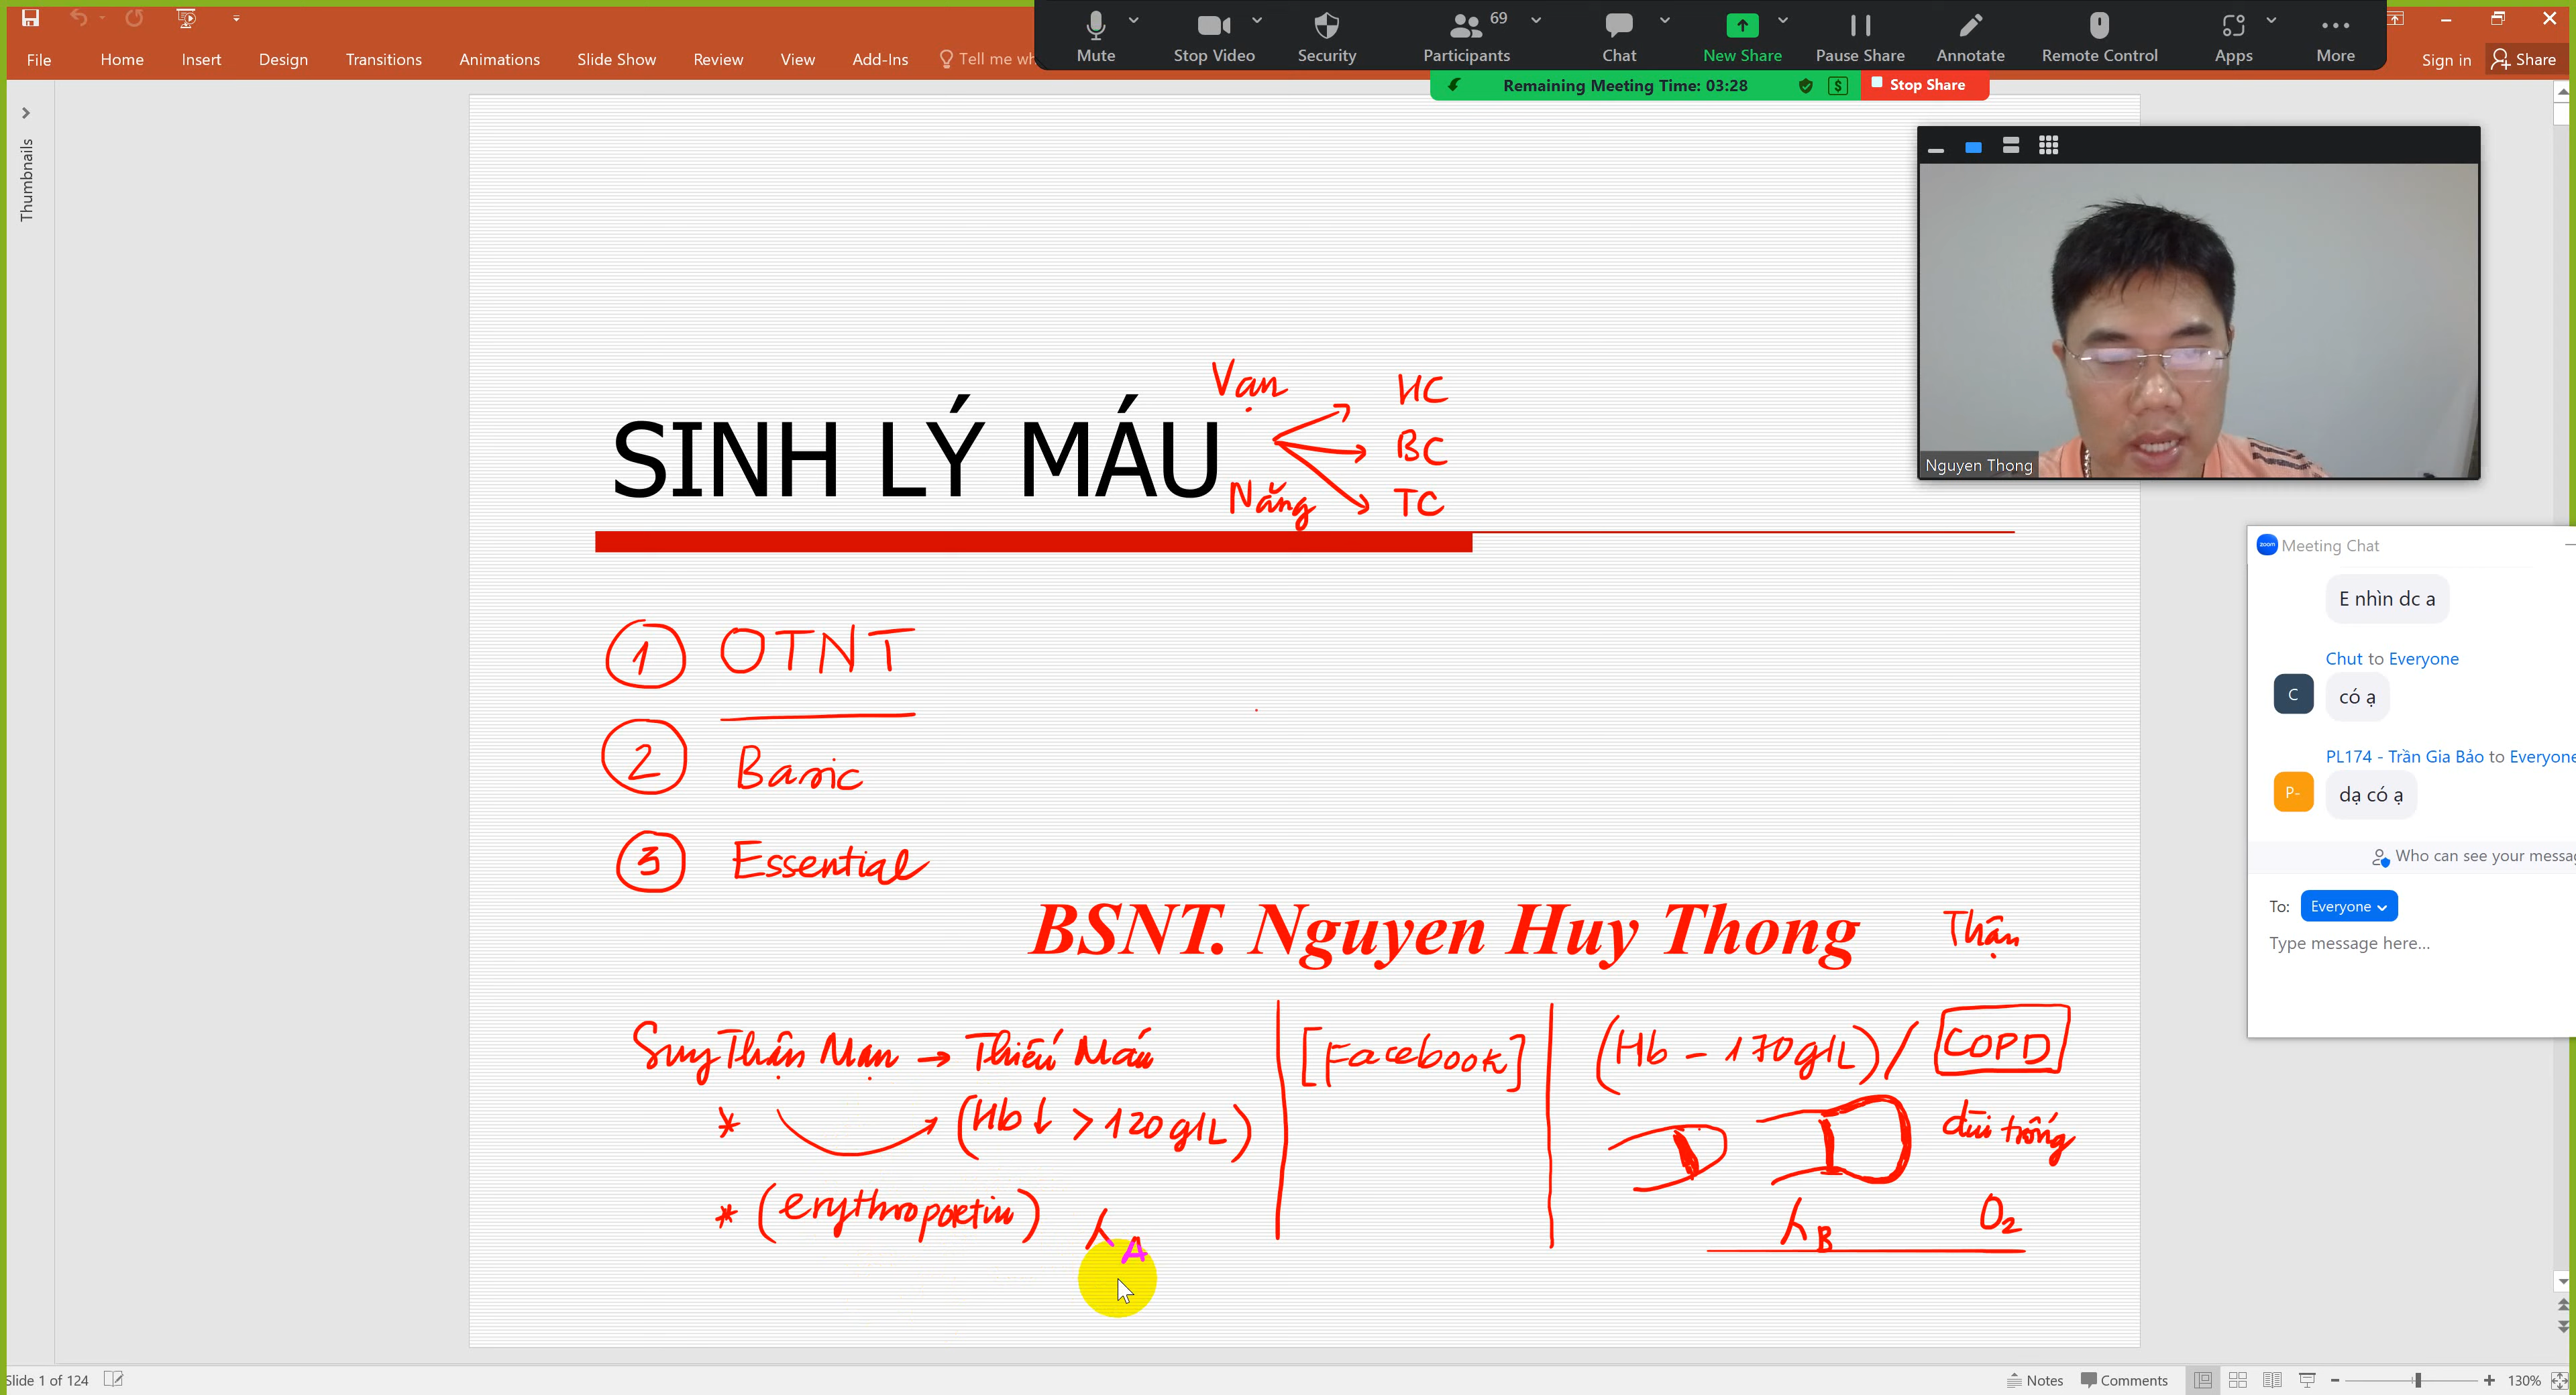 Mute
Stop Video
Security
Participants
69
Chat
New Share
Pause Share
Annotate
Remote Control
Apps
More
File
Home
Insert
Design
Transitions
Animations
Slide Show
Review
View
Add-Ins
Tell me wh
Sign in
Share
Remaining Meeting Time: 03:28
Stop Share
Thumbnails
Nguyen Thong
Vạn
Năng
HC
BC
TC
SINH LÝ MÁU
1 OTNT
2 Basic
3 Essential
BSNT. Nguyen Huy Thong
Thận
Suy Thận Mạn → Thiếu Máu
* (Hb↓ > 120g/L)
* (erythropoetin)
A
[Facebook]
(Hb - 170g/L) / COPD
dùi trống
B
O2
zoom Meeting Chat
E nhìn dc a
Chut to Everyone
C
có ạ
PL174 - Trần Gia Bảo to Everyone
P-
dạ có ạ
Who can see your messag
To: Everyone
Type message here...
Slide 1 of 124
Notes
Comments
130%